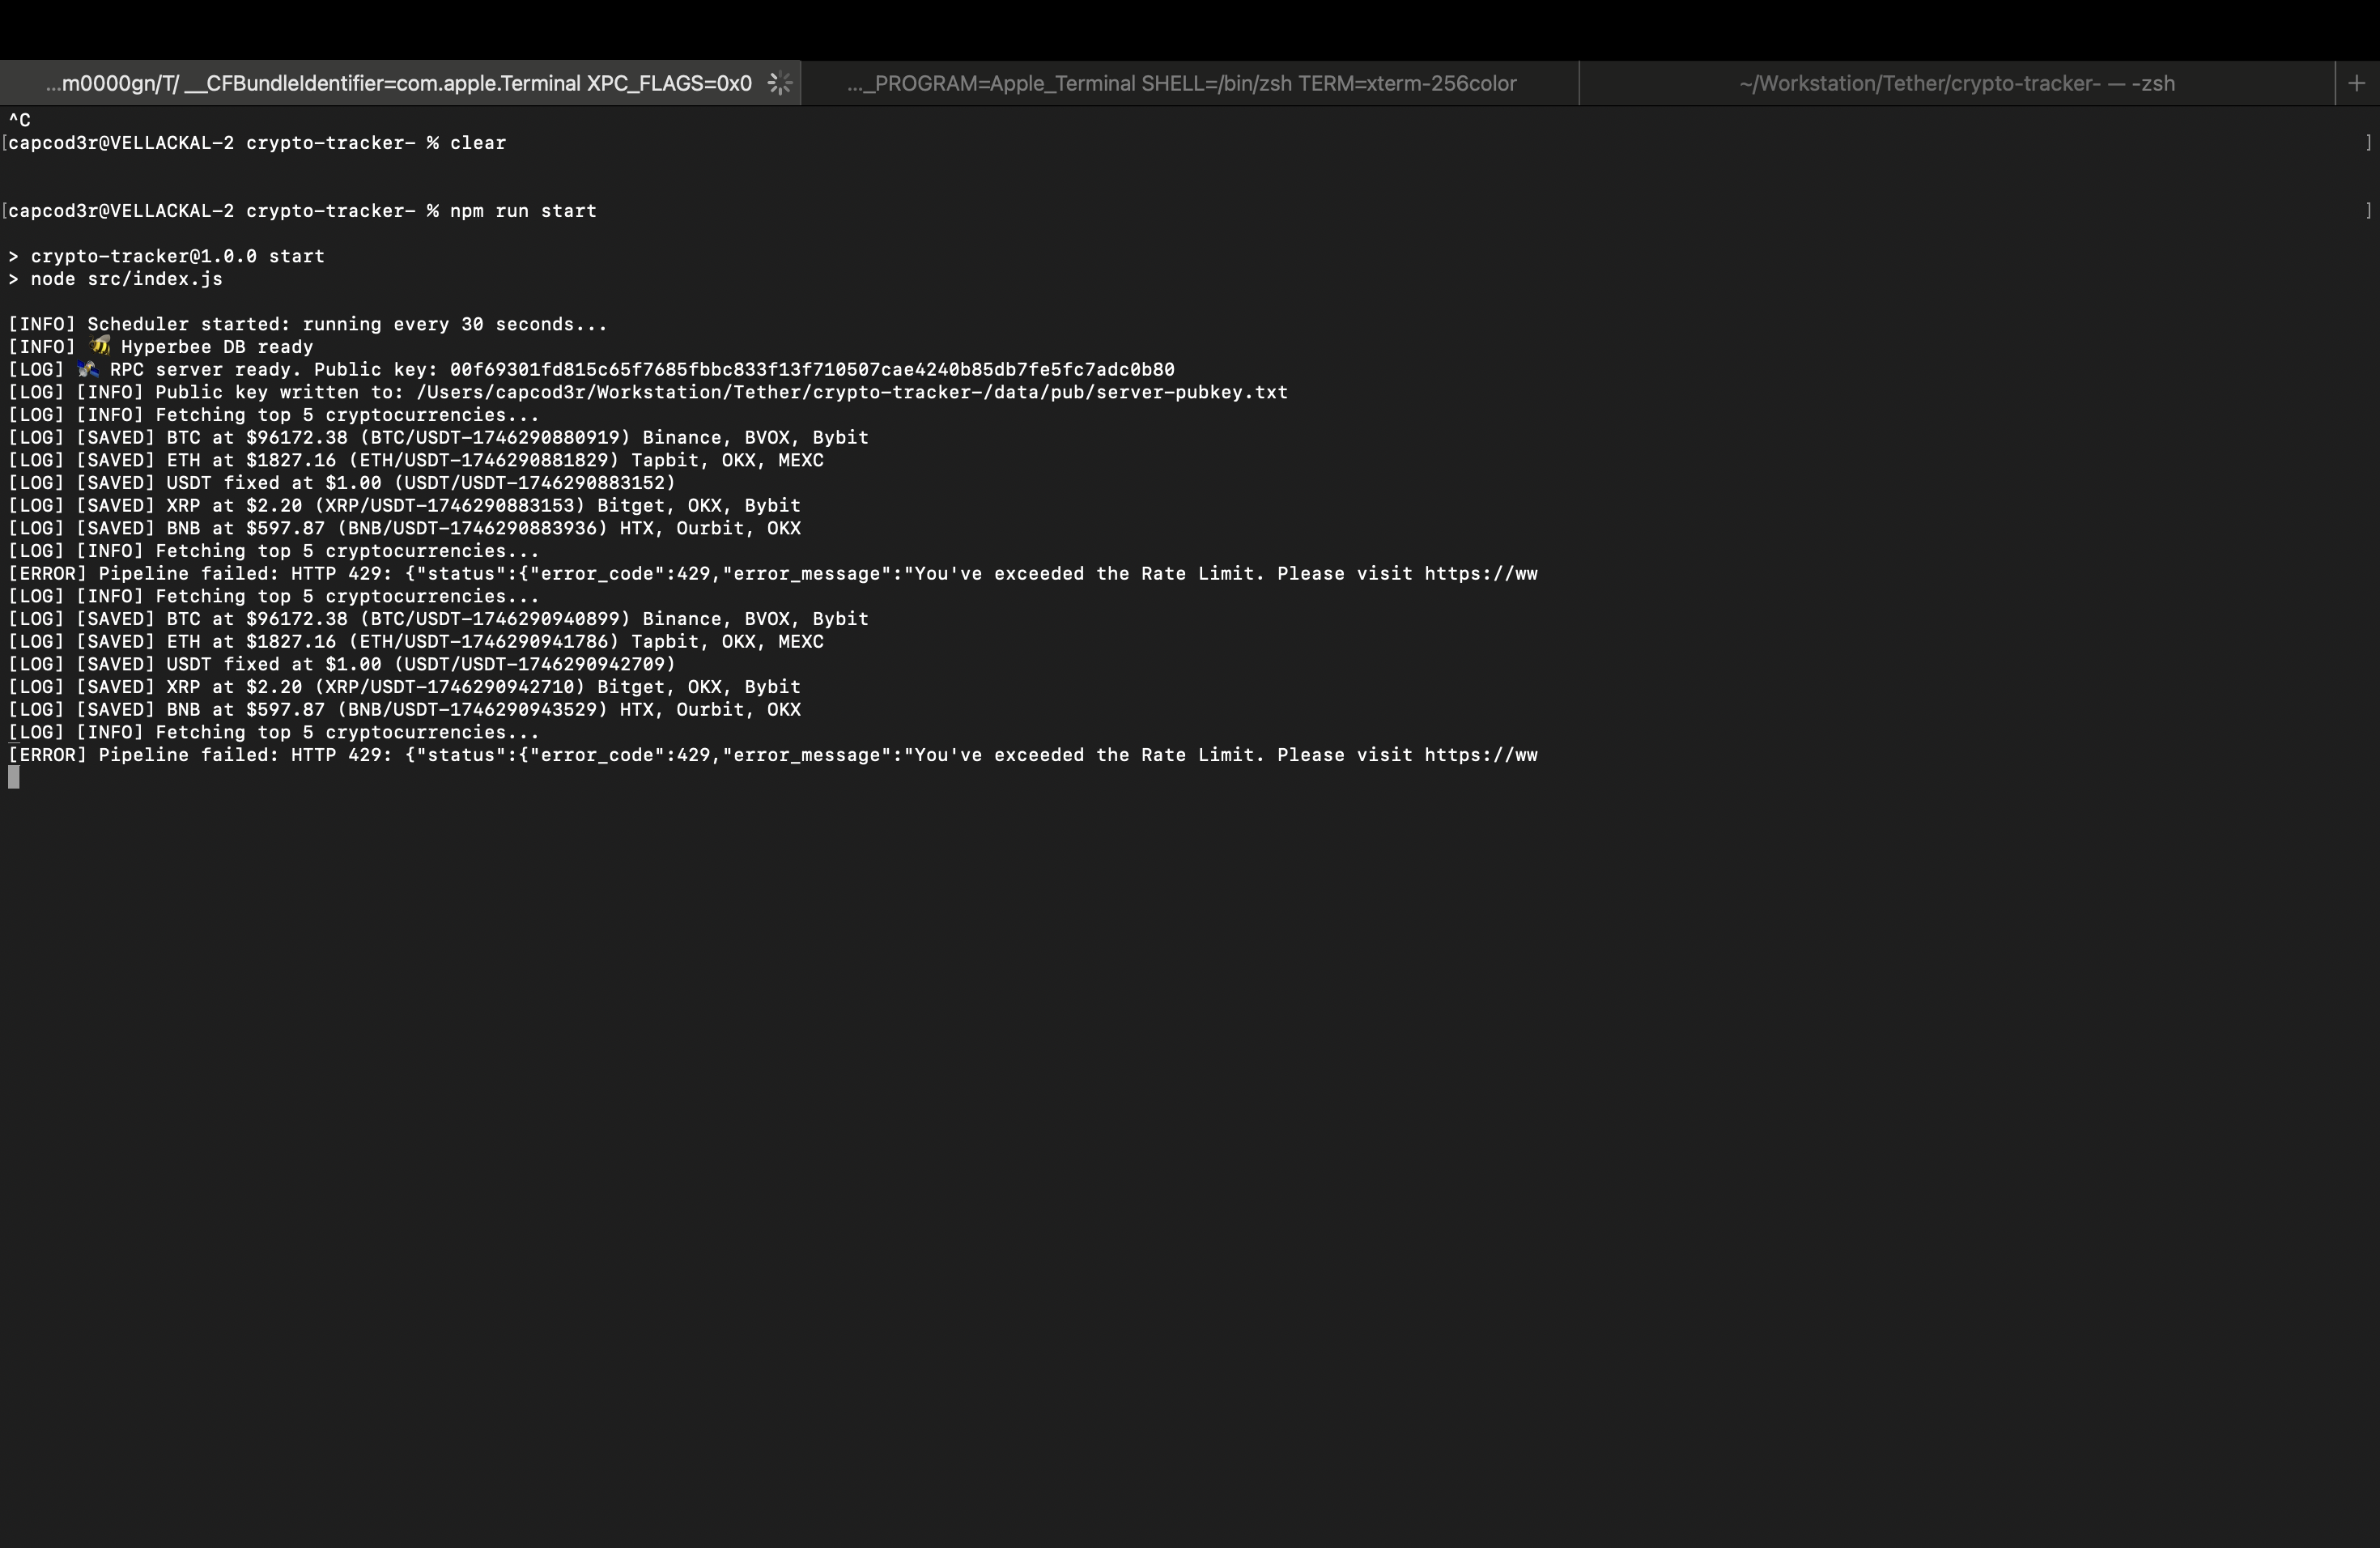 ...m0000gn/T/ __CFBundleIdentifier=com.apple.Terminal XPC_FLAGS=0x0
..._PROGRAM=Apple_Terminal SHELL=/bin/zsh TERM=xterm-256color
~/Workstation/Tether/crypto-tracker- — -zsh
+
^C
[capcod3r@VELLACKAL-2 crypto-tracker- % clear ]
[capcod3r@VELLACKAL-2 crypto-tracker- % npm run start ]
> crypto-tracker@1.0.0 start
> node src/index.js
[INFO] Scheduler started: running every 30 seconds...
[INFO] 🐝 Hyperbee DB ready
[LOG] 🛰️ RPC server ready. Public key: 00f69301fd815c65f7685fbbc833f13f710507cae4240b85db7fe5fc7adc0b80
[LOG] [INFO] Public key written to: /Users/capcod3r/Workstation/Tether/crypto-tracker-/data/pub/server-pubkey.txt
[LOG] [INFO] Fetching top 5 cryptocurrencies...
[LOG] [SAVED] BTC at $96172.38 (BTC/USDT-1746290880919) Binance, BVOX, Bybit
[LOG] [SAVED] ETH at $1827.16 (ETH/USDT-1746290881829) Tapbit, OKX, MEXC
[LOG] [SAVED] USDT fixed at $1.00 (USDT/USDT-1746290883152)
[LOG] [SAVED] XRP at $2.20 (XRP/USDT-1746290883153) Bitget, OKX, Bybit
[LOG] [SAVED] BNB at $597.87 (BNB/USDT-1746290883936) HTX, Ourbit, OKX
[LOG] [INFO] Fetching top 5 cryptocurrencies...
[ERROR] Pipeline failed: HTTP 429: {"status":{"error_code":429,"error_message":"You've exceeded the Rate Limit. Please visit https://ww
[LOG] [INFO] Fetching top 5 cryptocurrencies...
[LOG] [SAVED] BTC at $96172.38 (BTC/USDT-1746290940899) Binance, BVOX, Bybit
[LOG] [SAVED] ETH at $1827.16 (ETH/USDT-1746290941786) Tapbit, OKX, MEXC
[LOG] [SAVED] USDT fixed at $1.00 (USDT/USDT-1746290942709)
[LOG] [SAVED] XRP at $2.20 (XRP/USDT-1746290942710) Bitget, OKX, Bybit
[LOG] [SAVED] BNB at $597.87 (BNB/USDT-1746290943529) HTX, Ourbit, OKX
[LOG] [INFO] Fetching top 5 cryptocurrencies...
[ERROR] Pipeline failed: HTTP 429: {"status":{"error_code":429,"error_message":"You've exceeded the Rate Limit. Please visit https://ww